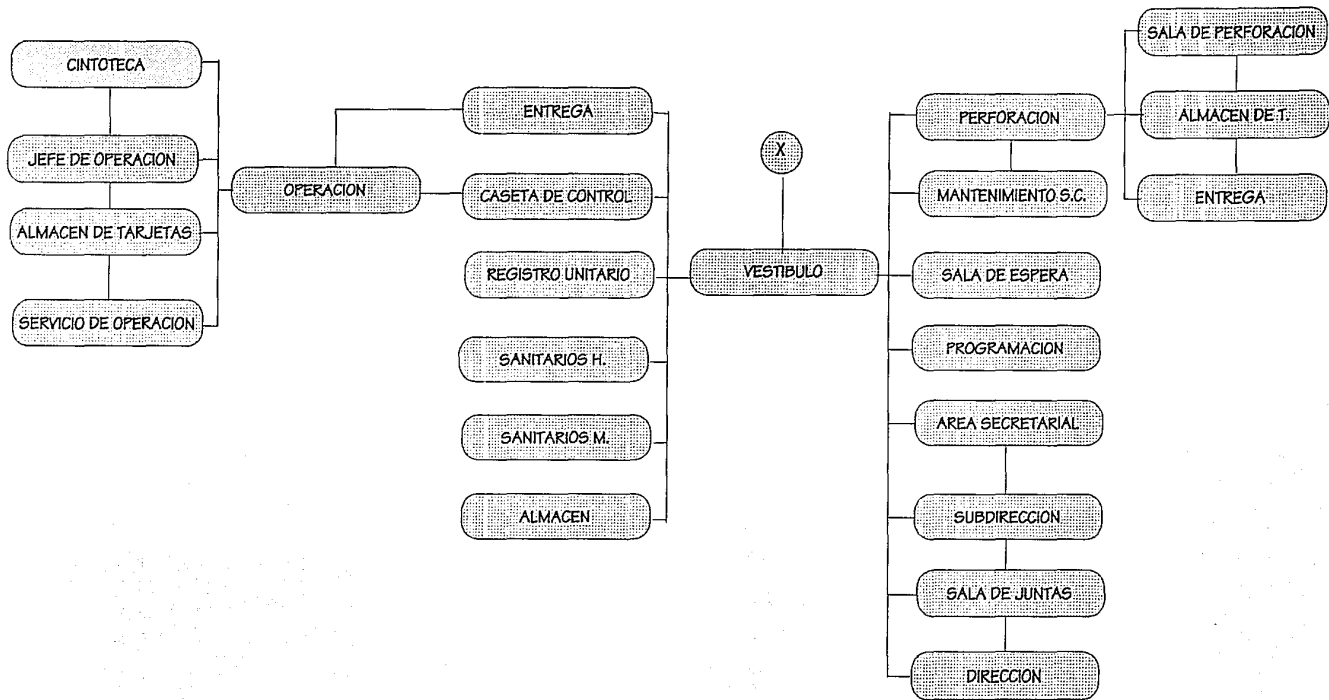 CINTOTECA
JEFE DE OPERACION
ALMACEN DE TARJETAS
SERVICIO DE OPERACION
OPERACION
ENTREGA
CASETA DE CONTROL
REGISTRO UNITARIO
SANITARIOS H.
SANITARIOS M.
ALMACEN
X
VESTIBULO
PERFORACION
MANTENIMIENTO S.C.
SALA DE ESPERA
PROGRAMACION
AREA SECRETARIAL
SUBDIRECCION
SALA DE JUNTAS
DIRECCION
SALA DE PERFORACION
ALMACEN DE T.
ENTREGA